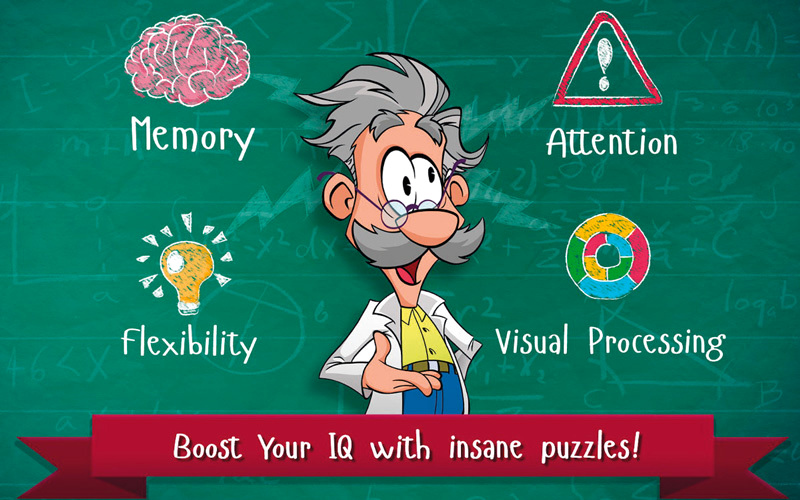 Memory
Attention
Flexibility
Visual Processing
Boost Your IQ with insane puzzles!